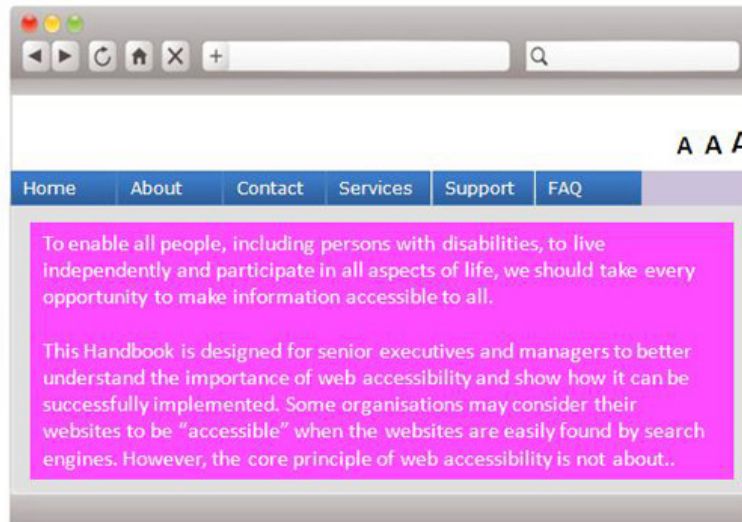 A A A
Home About Contact Services Support FAQ
To enable all people, including persons with disabilities, to live
independently and participate in all aspects of life, we should take every
opportunity to make information accessible to all.
This Handbook is designed for senior executives and managers to better
understand the importance of web accessibility and show how it can be
successfully implemented. Some organisations may consider their
websites to be “accessible” when the websites are easily found by search
engines. However, the core principle of web accessibility is not about..